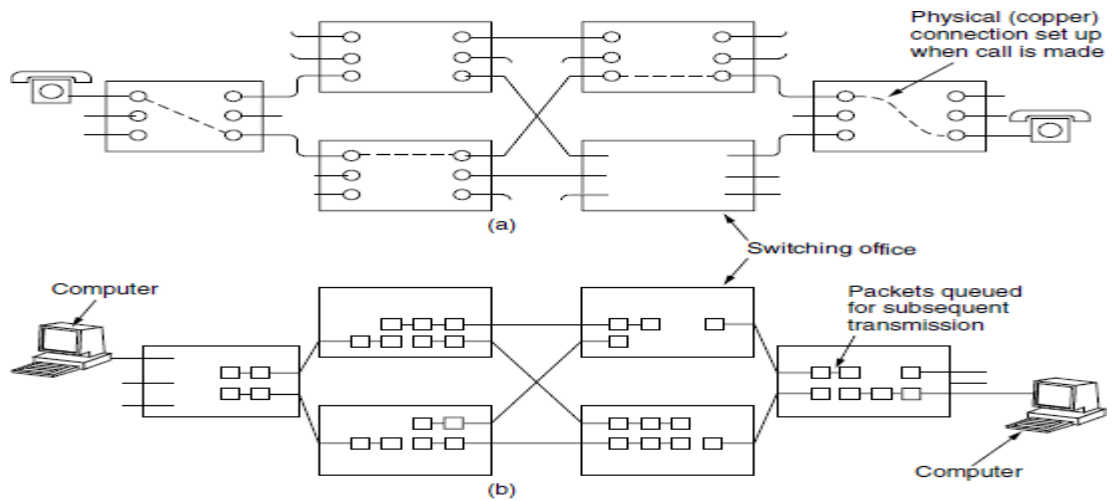 Physical (copper)
connection set up
when call is made
(a)
Switching office
Computer
Packets queued
for subsequent
transmission
Computer
(b)